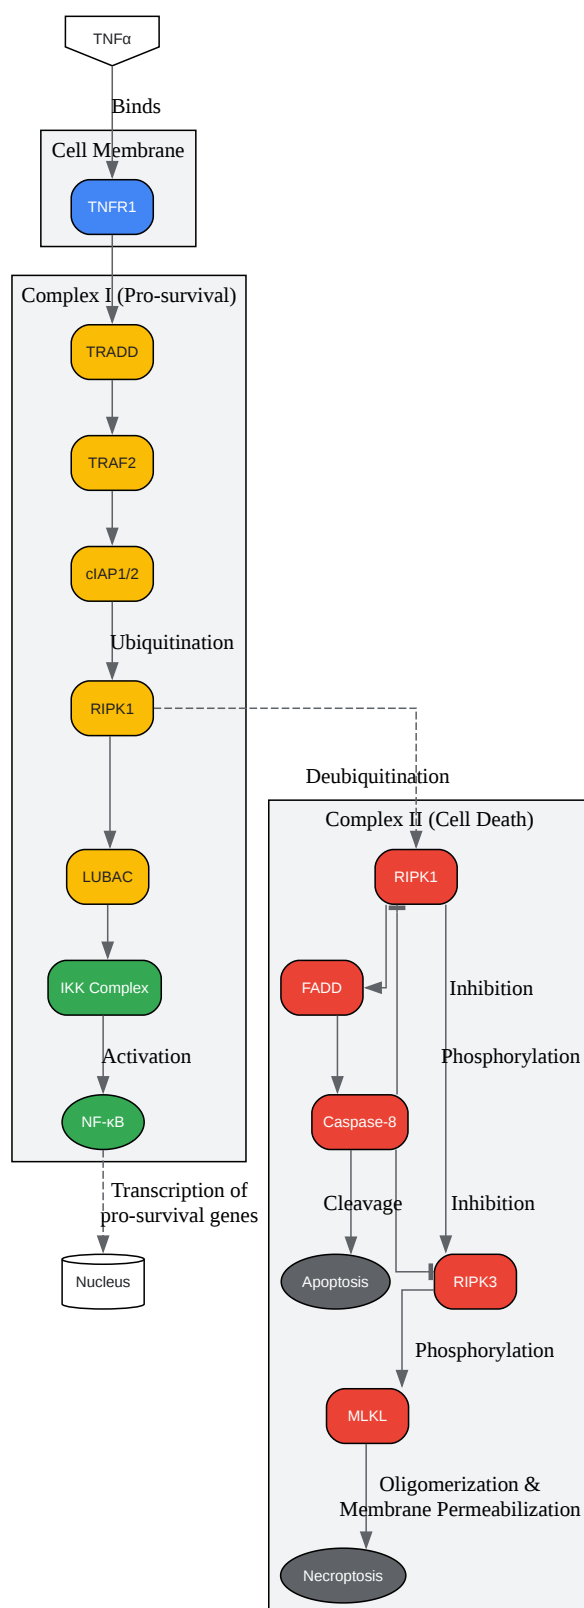 TNFα
Binds
Cell Membrane
TNFR1
Complex I (Pro-survival)
TRADD
TRAF2
cIAP1/2
Ubiquitination
RIPK1
Deubiquitination
Complex II (Cell Death)
LUBAC
RIPK1
IKK Complex
FADD
Inhibition
Activation
Phosphorylation
NF-κB
Caspase-8
Transcription of
pro-survival genes
Cleavage
Inhibition
Nucleus
Apoptosis
RIPK3
Phosphorylation
MLKL
Oligomerization &
Membrane Permeabilization
Necroptosis